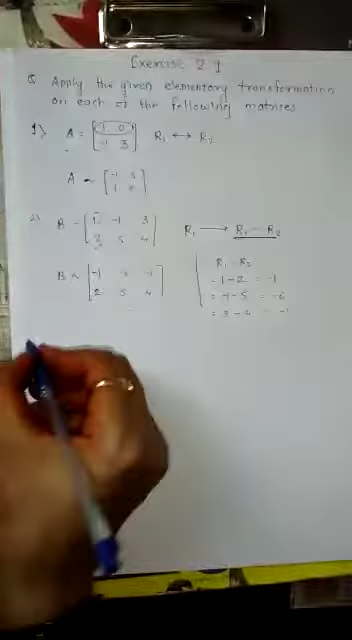 Exercise 2.1
Q. Apply the given elementary transformation
on each of the following matrices
1) A = [1 0 R₁ ↔ R₂
-1 3]
A ~ [-1 3
1 0]
2) B = [1 -1 3 R₁ → R₁ - R₂
2 5 4]
B ~ [-1 -1 R₁ - R₂
2 5 4] = 1 - 2 = -1
= -1 - 5 = -6
= 3 - 4 = -1